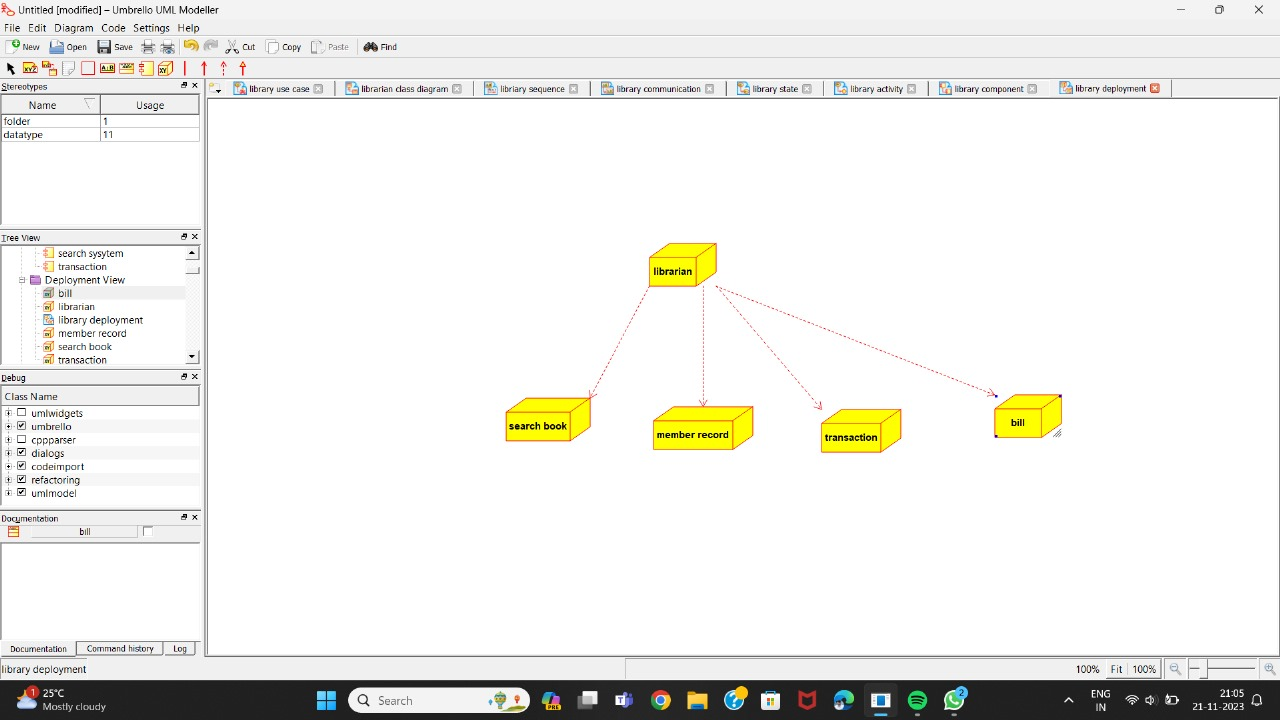 Untitled [modified] – Umbrello UML Modeller
File Edit Diagram Code Settings Help
New Open Save Cut Copy Paste Find
Stereotypes
Name Usage
folder 1
datatype 11
Tree View
search sysytem
transaction
Deployment View
bill
librarian
library deployment
member record
search book
transaction
Debug
Class Name
umlwidgets
umbrello
cppparser
dialogs
codeimport
refactoring
umlmodel
Documentation
bill
Documentation Command history Log
library deployment
library use case
librarian class diagram
libriary sequence
library communication
library state
library activity
library component
library deployment
librarian
search book
member record
transaction
bill
100% Fit 100%
1
25°C
Mostly cloudy
Search
PRE
2
ENG
IN
21:05
21-11-2023